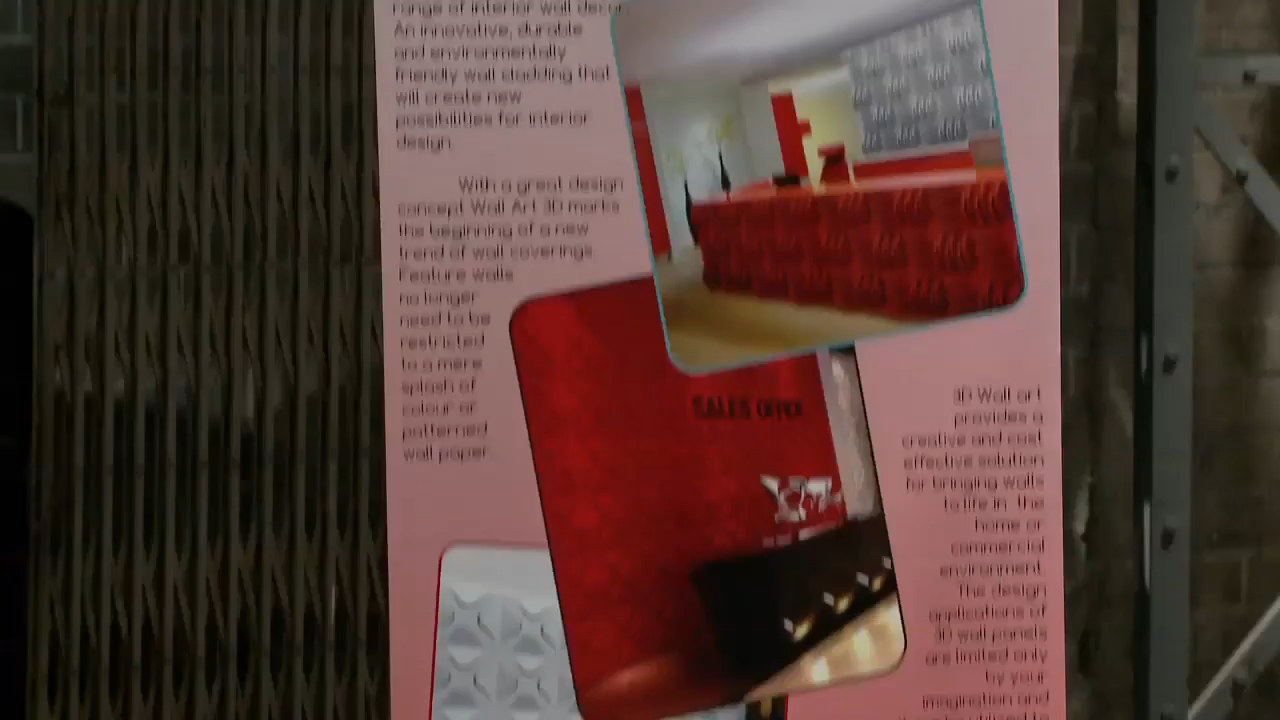 range of interior wall decor
An innovative, durable
and environmentally
friendly wall cladding that
will create new
possibilities for interior
design.
With a great design
concept Wall Art 3D marks
the beginning of a new
trend of wall coverings.
Feature walls
no longer
need to be
restricted
to a mere
splash of
colour or
patterned
wall paper.
SALES OFFICE
3D Wall art
provides a
creative and cost
effective solution
for bringing walls
to life in the
home or
commercial
environment.
The design
applications of
3D wall panels
are limited only
by your
imagination and